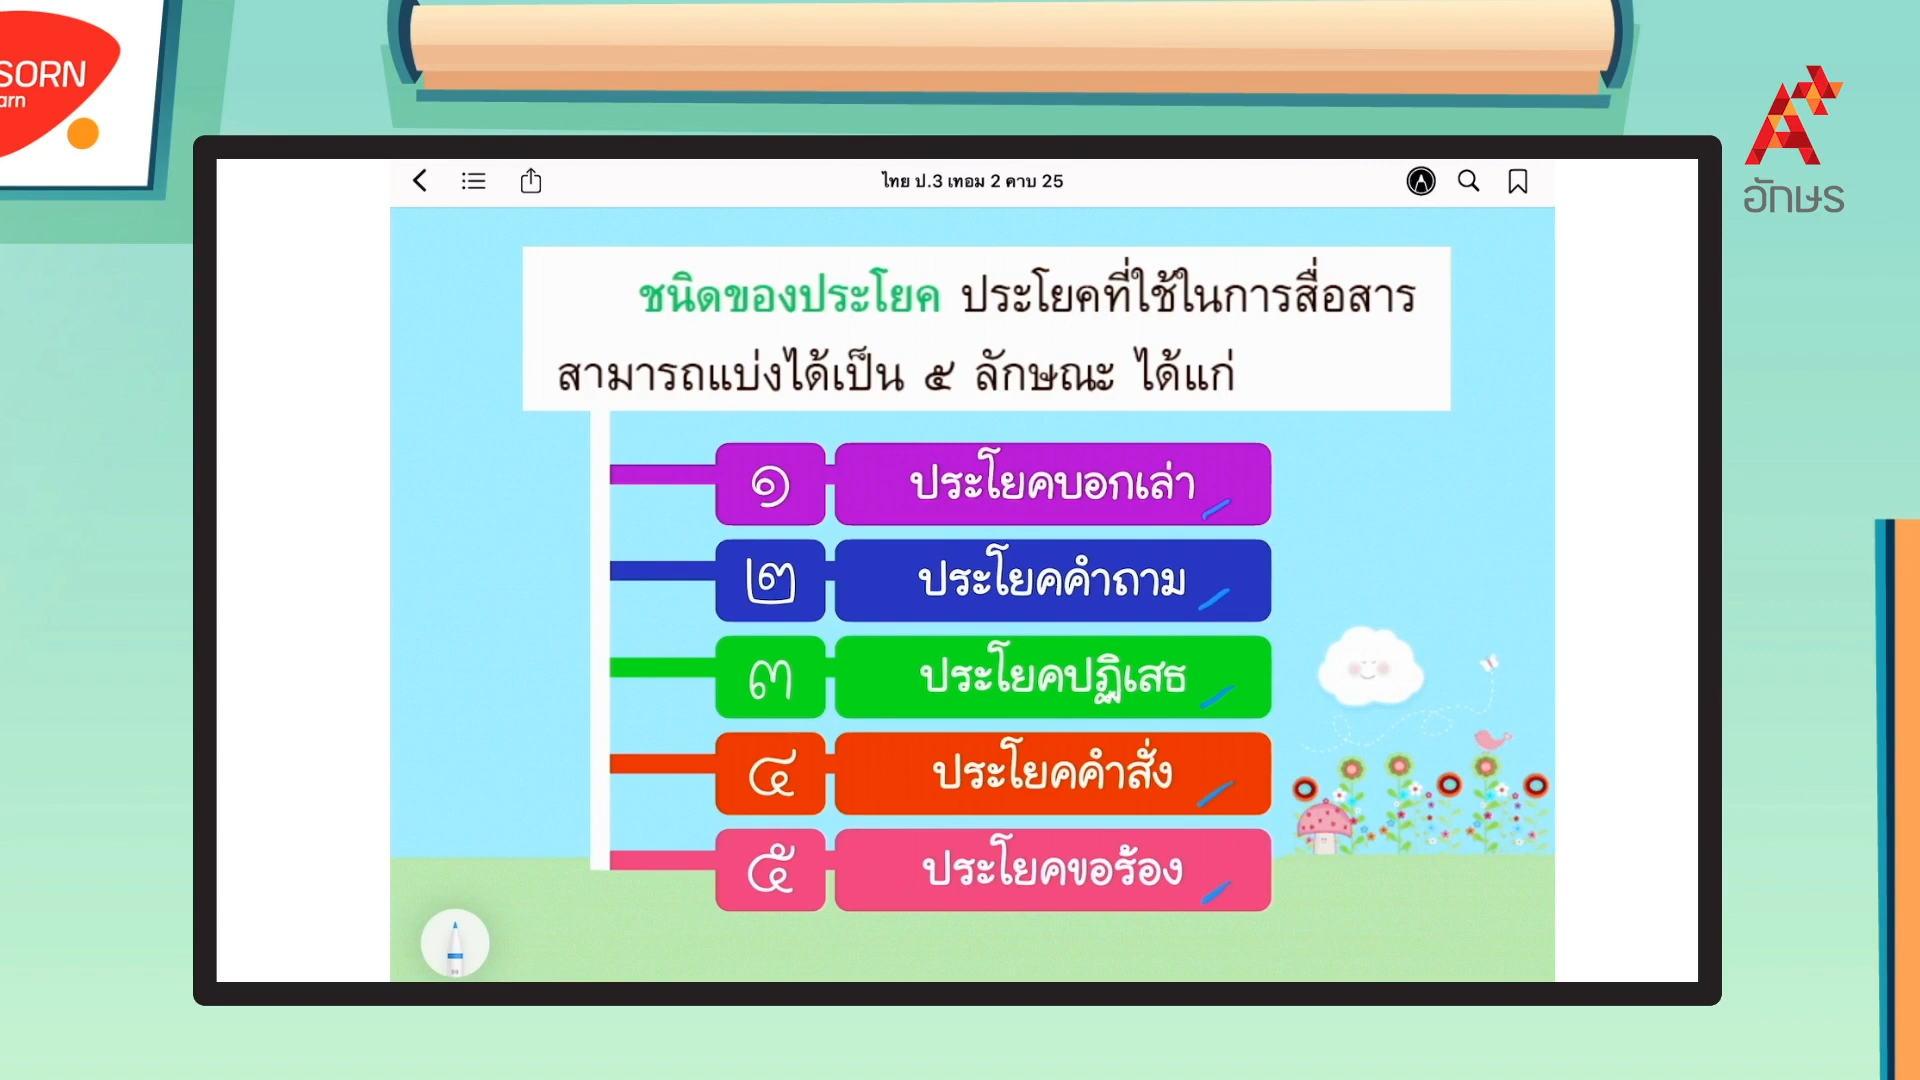 SORN
arn
อักษร
ไทย ป.3 เทอม 2 คาบ 25
ชนิดของประโยค ประโยคที่ใช้ในการสื่อสาร
สามารถแบ่งได้เป็น ๕ ลักษณะ ได้แก่
๑ ประโยคบอกเล่า
๒ ประโยคคำถาม
๓ ประโยคปฏิเสธ
๔ ประโยคคำสั่ง
๕ ประโยคขอร้อง